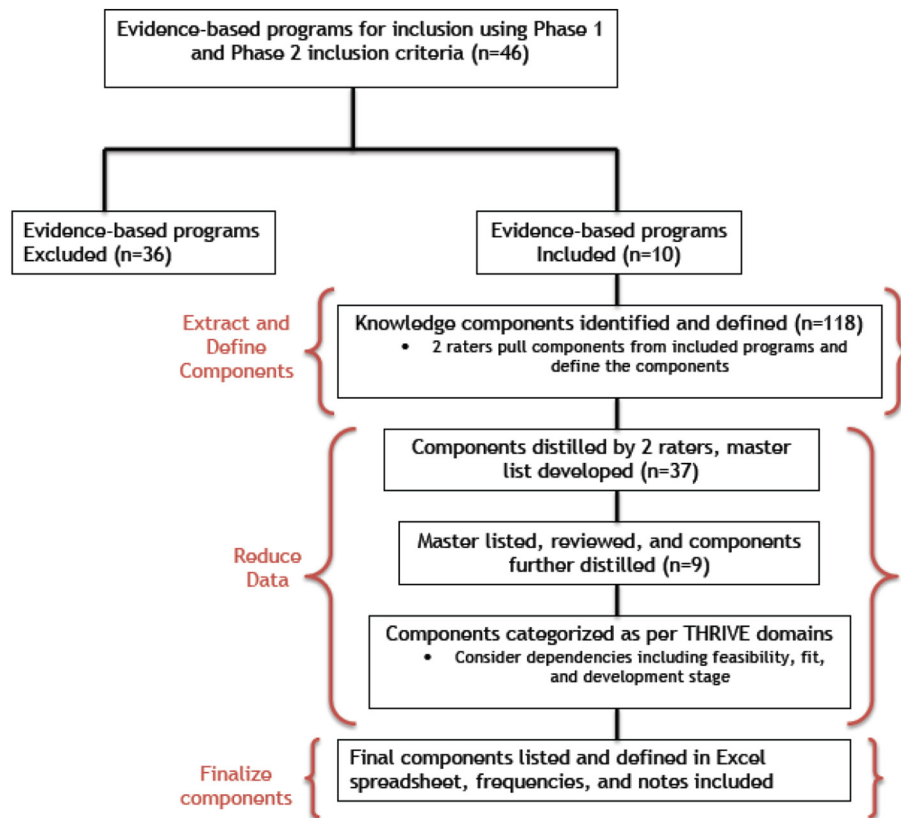 Evidence-based programs for inclusion using Phase 1
and Phase 2 inclusion criteria (n=46)
Evidence-based programs
Excluded (n=36)
Evidence-based programs
Included (n=10)
Extract and
Define
Components
Knowledge components identified and defined (n=118)
• 2 raters pull components from included programs and
define the components
Reduce
Data
Components distilled by 2 raters, master
list developed (n=37)
Master listed, reviewed, and components
further distilled (n=9)
Components categorized as per THRIVE domains
• Consider dependencies including feasibility, fit,
and development stage
Finalize
components
Final components listed and defined in Excel
spreadsheet, frequencies, and notes included